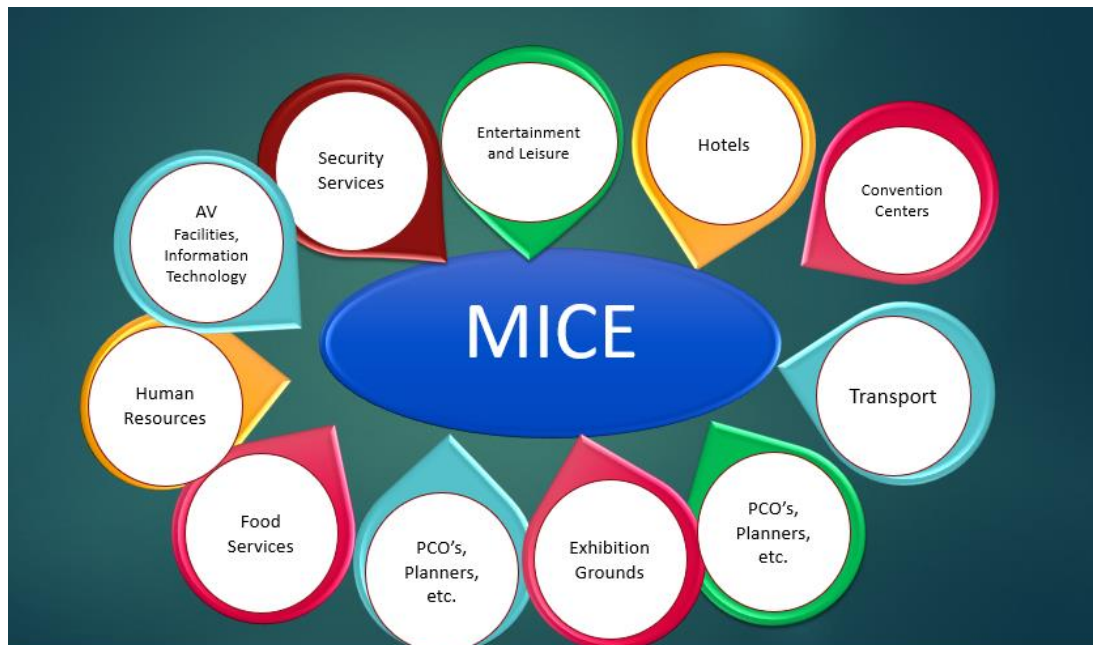 Entertainment
and Leisure
Hotels
Security
Services
Convention
Centers
AV
Facilities,
Information
Technology
MICE
Human
Resources
Transport
Food
Services
PCO’s,
Planners,
etc.
Exhibition
Grounds
PCO’s,
Planners,
etc.